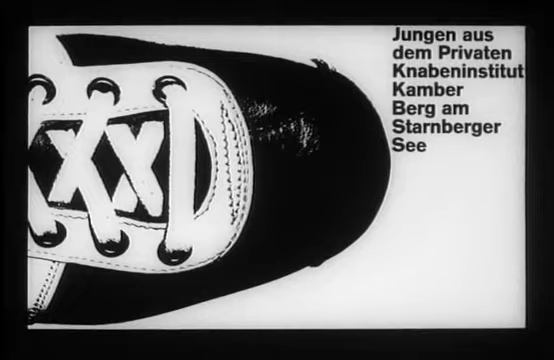 Jungen aus
dem Privaten
Knabeninstitut
Kamber
Berg am
Starnberger
See